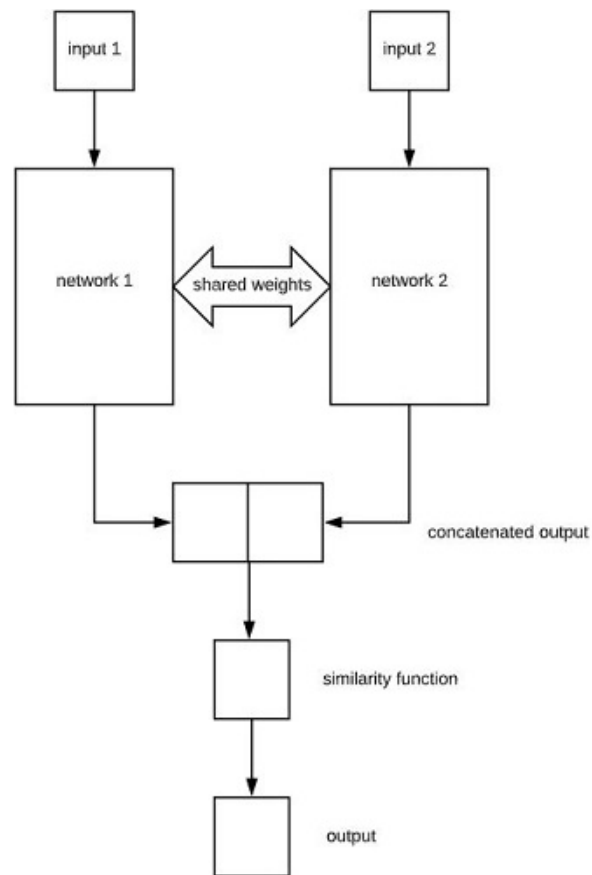 input 1
input 2
network 1
shared weights
network 2
concatenated output
similarity function
output